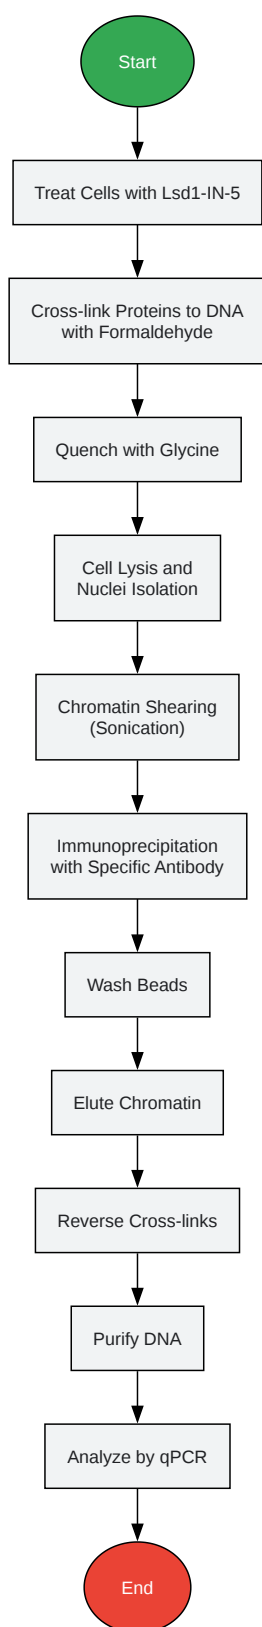 Start
Treat Cells with Lsd1-IN-5
Cross-link Proteins to DNA
with Formaldehyde
Quench with Glycine
Cell Lysis and
Nuclei Isolation
Chromatin Shearing
(Sonication)
Immunoprecipitation
with Specific Antibody
Wash Beads
Elute Chromatin
Reverse Cross-links
Purify DNA
Analyze by qPCR
End